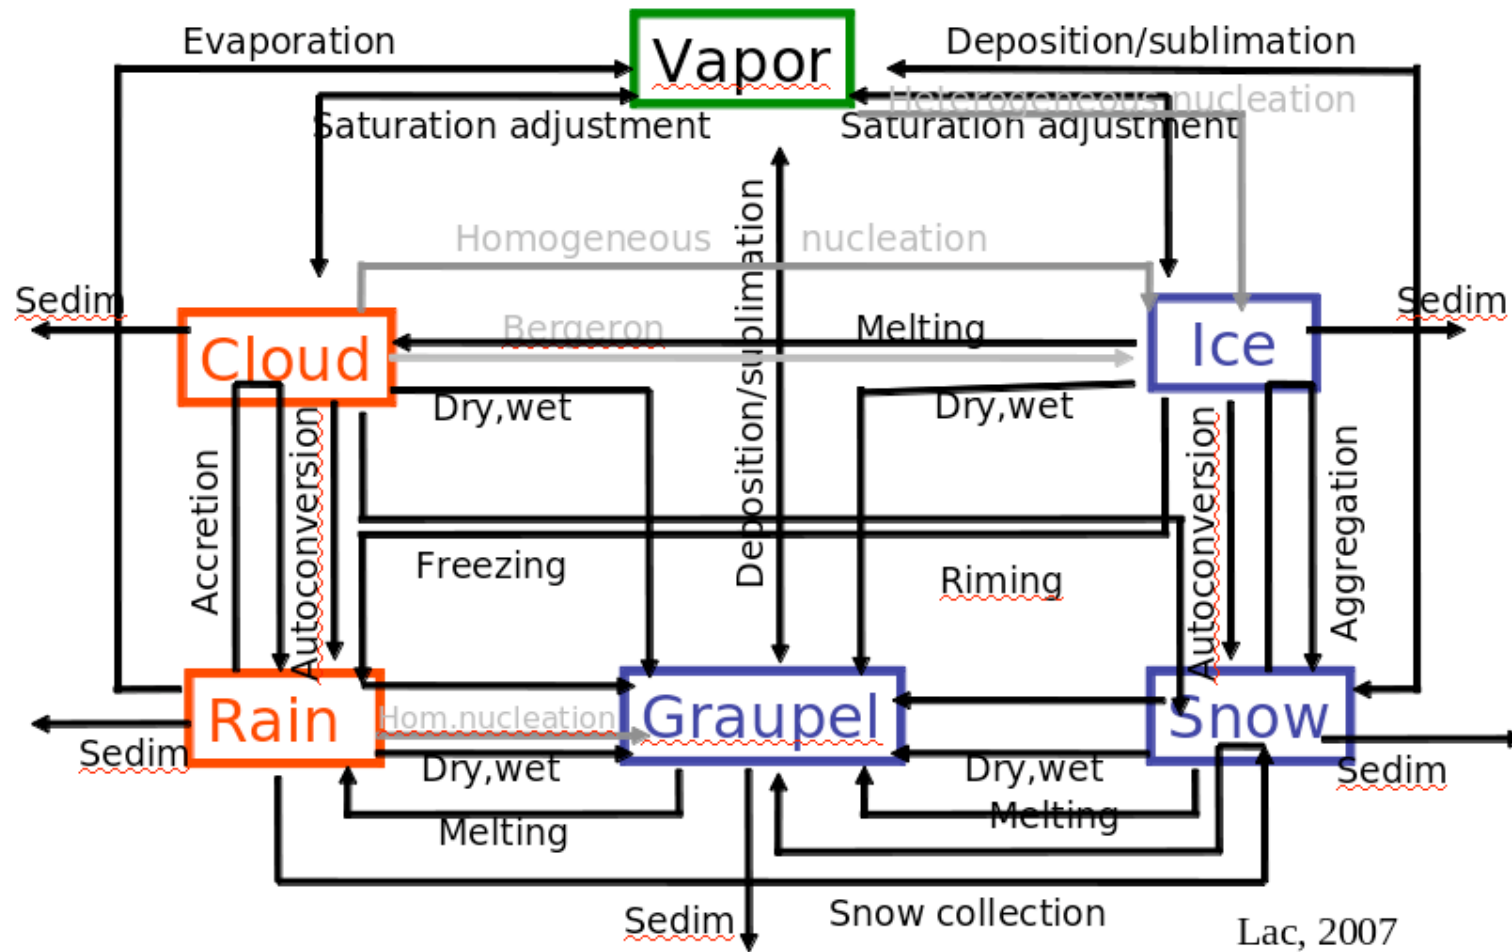 Evaporation
Vapor
Deposition/sublimation
Heterogeneous nucleation
Saturation adjustment
Saturation adjustment
Deposition/sublimation
Homogeneous nucleation
Sedim
Sedim
Bergeron
Melting
Cloud
Ice
Dry,wet
Dry,wet
Accretion
Autoconversion
Autoconversion
Aggregation
Freezing
Riming
Rain
Hom.nucleation
Graupel
Snow
Sedim
Dry,wet
Dry,wet
Sedim
Melting
Melting
Sedim
Snow collection
Lac, 2007